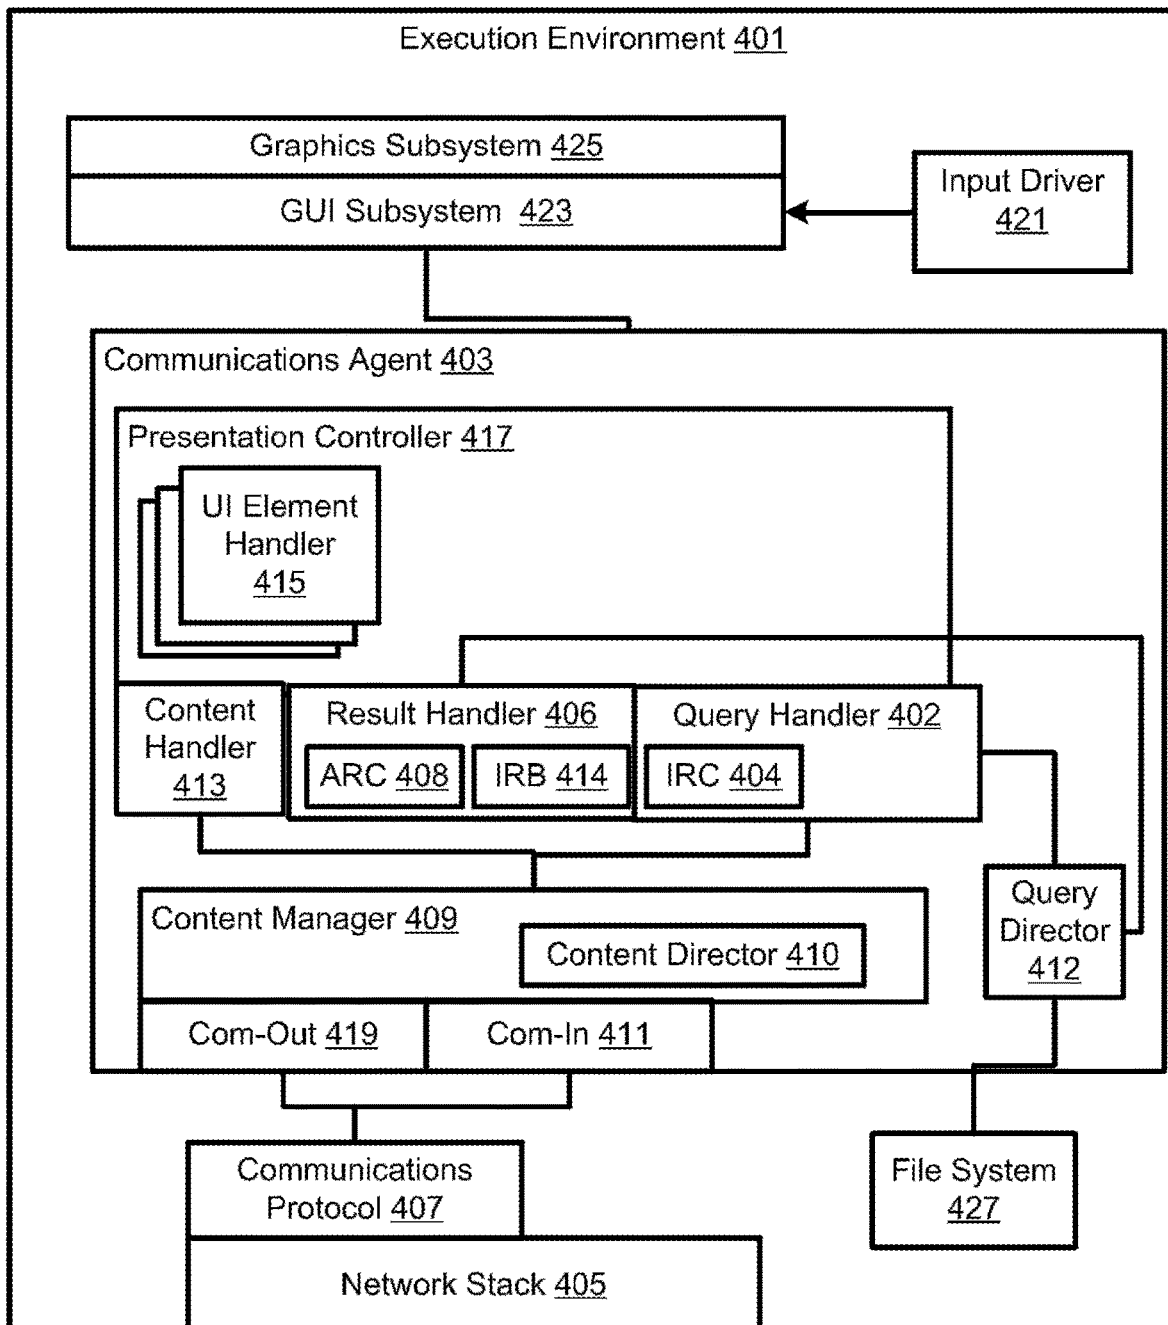 Execution Environment 401
Graphics Subsystem 425
GUI Subsystem 423
Input Driver
421
Communications Agent 403
Presentation Controller 417
UI Element
Handler
415
Content
Handler
413
Result Handler 406
ARC 408
IRB 414
Query Handler 402
IRC 404
Content Manager 409
Content Director 410
Query
Director
412
Com-Out 419
Com-In 411
Communications
Protocol 407
File System
427
Network Stack 405